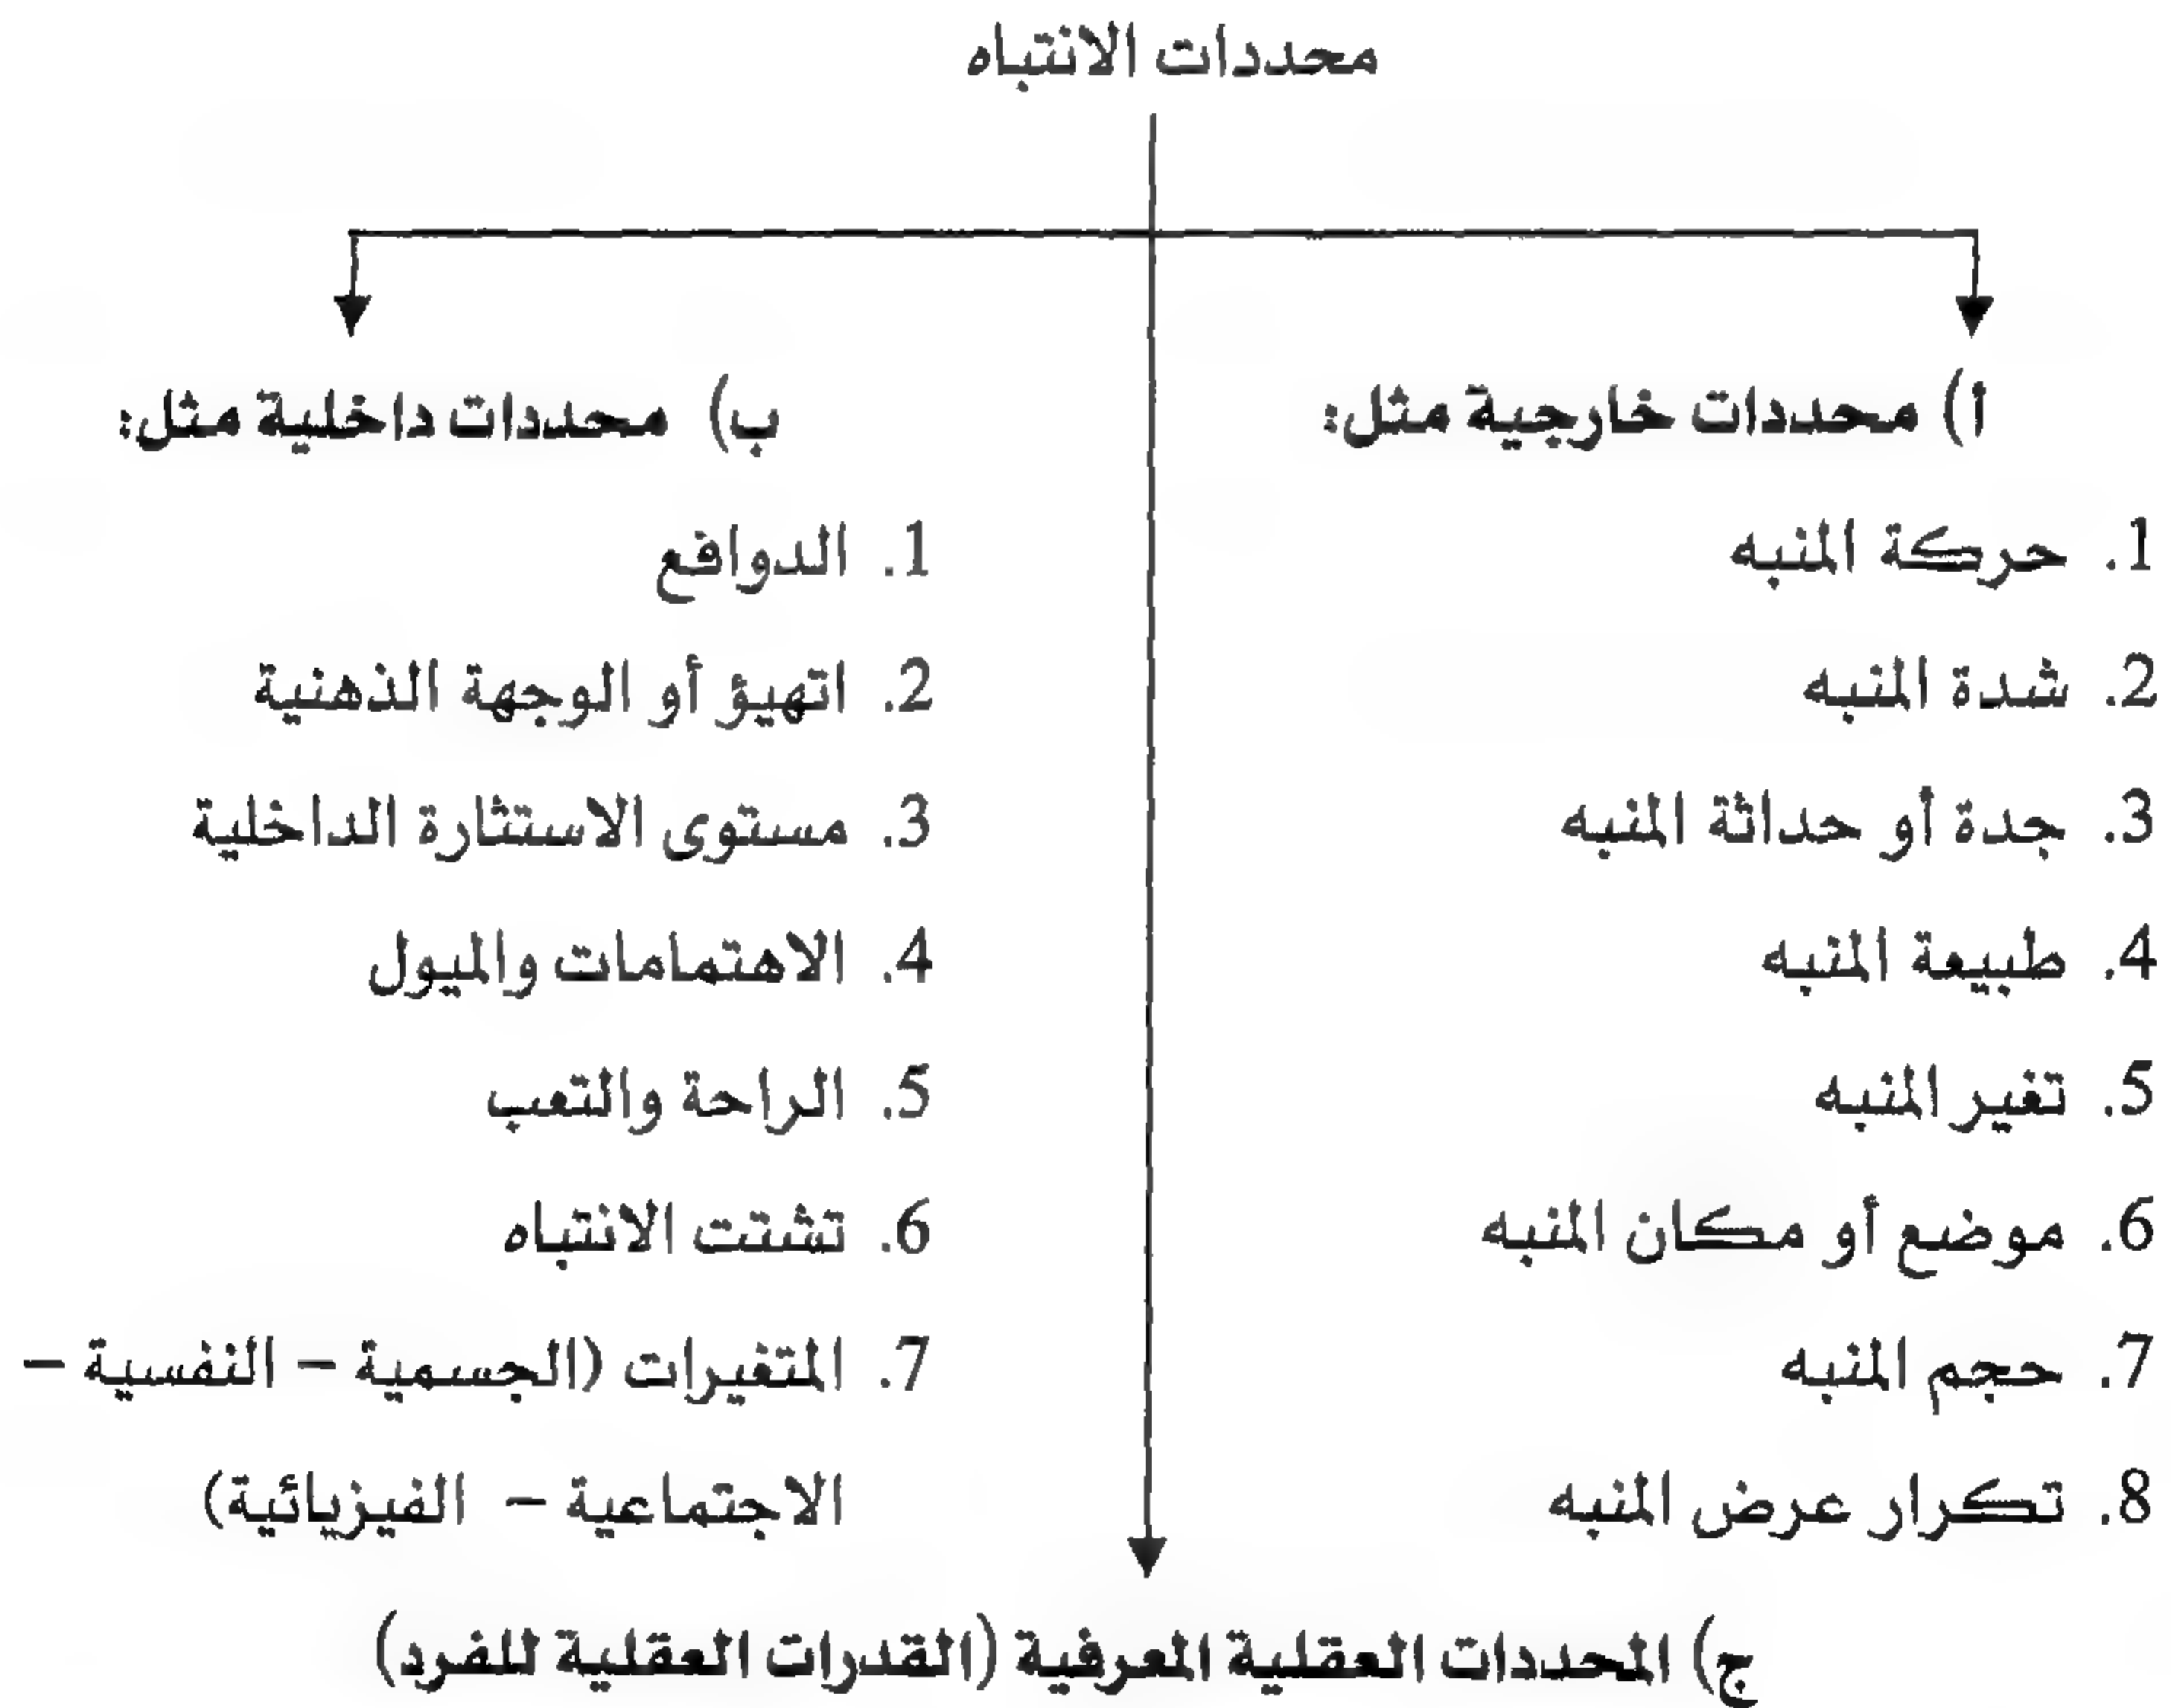 محددات الانتباه
أ) محددات خارجية مثل:
1. حركة المنبه
2. شدة المنبه
3. جدة أو حداثة المنبه
4. طبيعة المنبه
5. تغير المنبه
6. موضع أو مكان المنبه
7. حجم المنبه
8. تكرار عرض المنبه
ب) محددات داخلية مثل:
1. الدوافع
2. اتهيؤ أو الوجهة الذهنية
3. مستوى الاستثارة الداخلية
4. الاهتمامات والميول
5. الراحة والتعب
6. تشتت الانتباه
7. المتغيرات (الجسمية – النفسية –
الاجتماعية – الفيزيائية)
ج) المحددات العقلية المعرفية (القدرات العقلية للفرد)